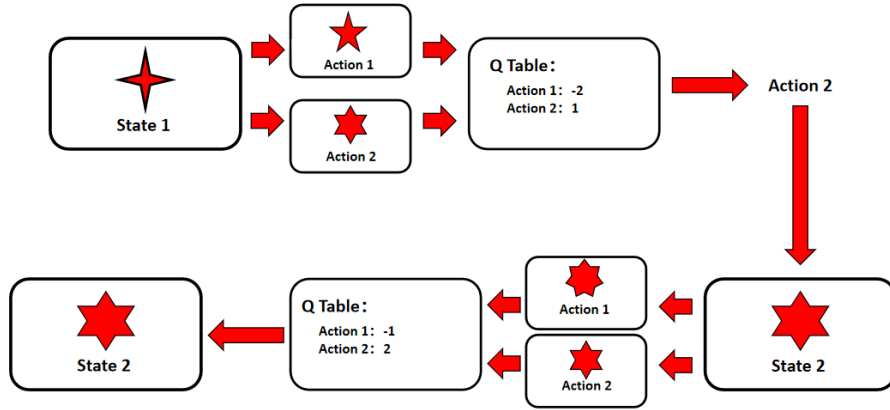 State 1
Action 1
Action 2
Q Table：
Action 1：-2
Action 2：1
Action 2
State 2
Action 1
Action 2
Q Table：
Action 1：-1
Action 2：2
State 2